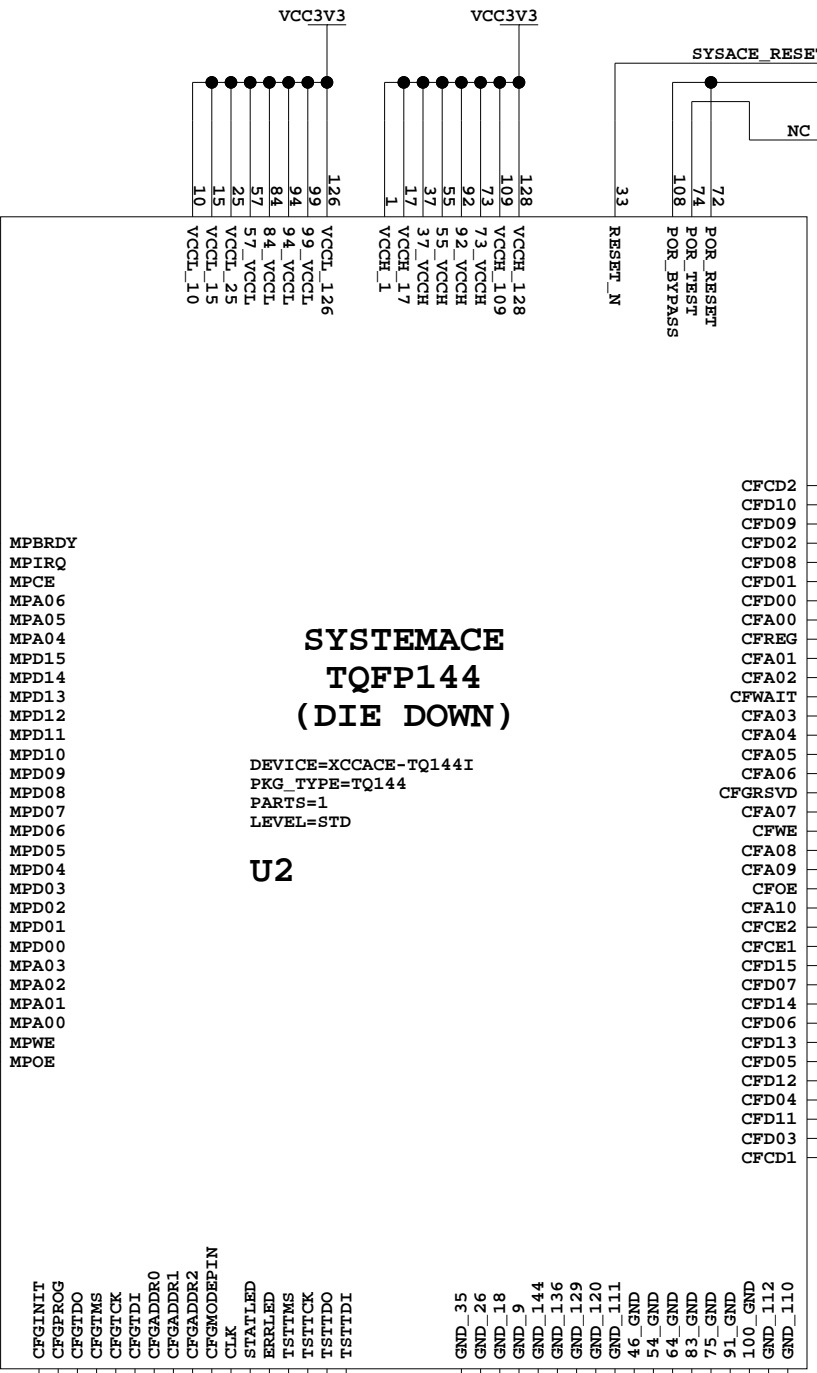 VCC3V3
VCC3V3
SYSACE_RESET
NC
10
15
25
57
84
94
99
126
1
17
37
55
92
73
109
128
33
108
74
72
VCCL_10
VCCL_15
VCCL_25
57_VCCL
84_VCCL
94_VCCL
99_VCCL
VCCL_126
VCCH_1
VCCH_17
37_VCCH
55_VCCH
92_VCCH
73_VCCH
VCCH_109
VCCH_128
RESET_N
POR_BYPASS
POR_TEST
POR_RESET
MPBRDY
MPIRQ
MPCE
MPA06
MPA05
MPA04
MPD15
MPD14
MPD13
MPD12
MPD11
MPD10
MPD09
MPD08
MPD07
MPD06
MPD05
MPD04
MPD03
MPD02
MPD01
MPD00
MPA03
MPA02
MPA01
MPA00
MPWE
MPOE
SYSTEMACE
TQFP144
(DIE DOWN)
DEVICE=XCCACE-TQ144I
PKG_TYPE=TQ144
PARTS=1
LEVEL=STD
U2
CFCD2
CFD10
CFD09
CFD02
CFD08
CFD01
CFD00
CFA00
CFREG
CFA01
CFA02
CFWAIT
CFA03
CFA04
CFA05
CFA06
CFGRSVD
CFA07
CFWE
CFA08
CFA09
CFOE
CFA10
CFCE2
CFCE1
CFD15
CFD07
CFD14
CFD06
CFD13
CFD05
CFD12
CFD04
CFD11
CFD03
CFCD1
CFGINIT
CFGPROG
CFGTDO
CFGTMS
CFGTCK
CFGTDI
CFGADDR0
CFGADDR1
CFGADDR2
CFGMODEPIN
CLK
STATLED
ERRLED
TSTTMS
TSTTCK
TSTTDO
TSTTDI
GND_35
GND_26
GND_18
GND_9
GND_144
GND_136
GND_129
GND_120
GND_111
46_GND
54_GND
64_GND
83_GND
75_GND
91_GND
100_GND
GND_112
GND_110